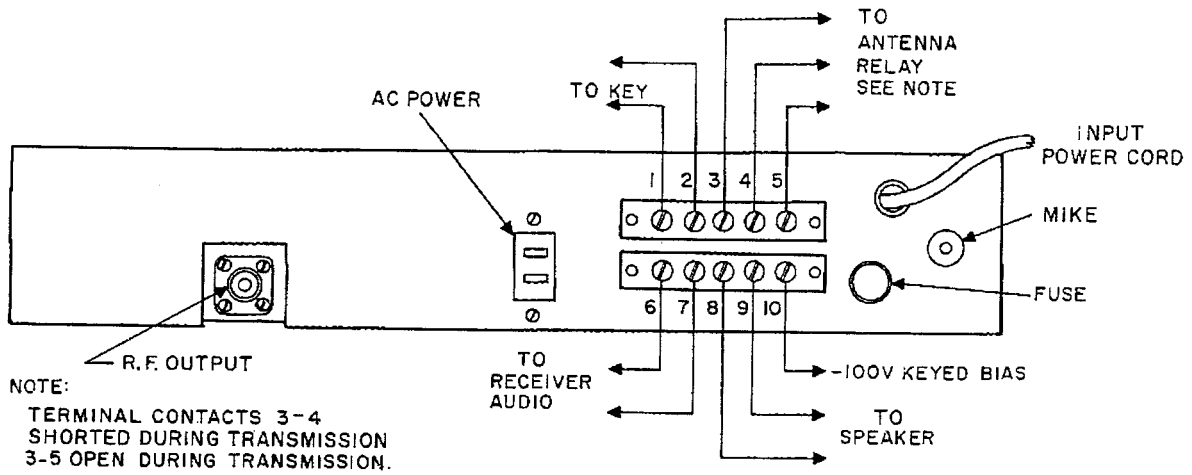 TO
ANTENNA
RELAY
SEE NOTE
TO KEY
AC POWER
INPUT
POWER CORD
1 2 3 4 5
MIKE
FUSE
6 7 8 9 10
R.F. OUTPUT
TO
RECEIVER
AUDIO
-100V KEYED BIAS
TO
SPEAKER
NOTE:
TERMINAL CONTACTS 3-4
SHORTED DURING TRANSMISSION
3-5 OPEN DURING TRANSMISSION.